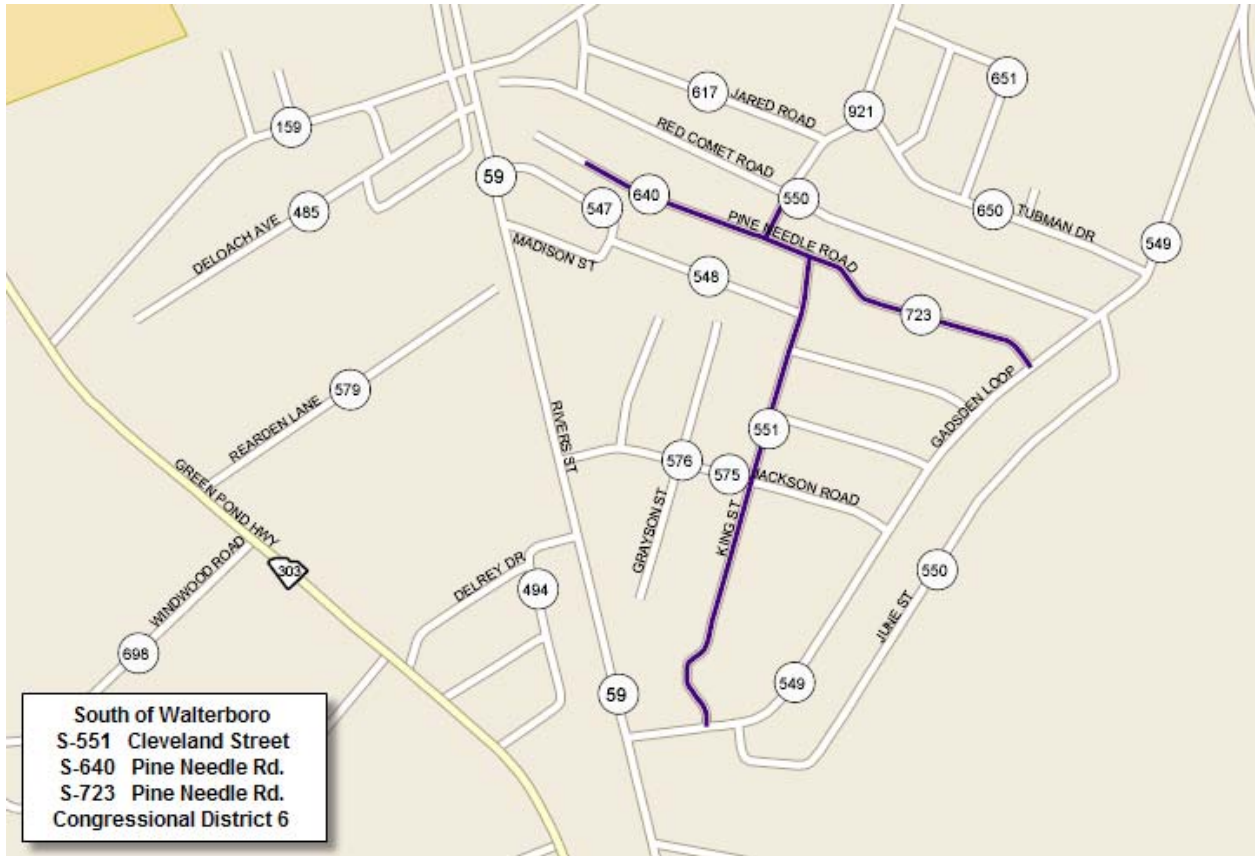 651
617
JARED ROAD
921
159
RED COMET ROAD
59
640
550
547
485
650
TUBMAN DR
PINE NEEDLE ROAD
549
DELOACH AVE
MADISON ST
548
723
579
REARDEN LANE
GADSDEN LOOP
RIVERS ST
551
576
575
JACKSON ROAD
GREEN POND HWY
GRAYSON ST
KING ST
303
WINDWOOD ROAD
DELREY DR
494
550
JUNE ST
698
549
59
South of Walterboro
S-551 Cleveland Street
S-640 Pine Needle Rd.
S-723 Pine Needle Rd.
Congressional District 6